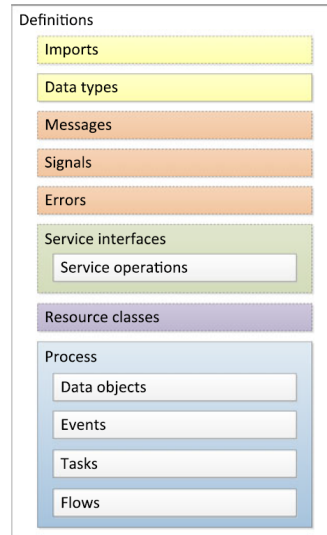 Definitions
Imports
Data types
Messages
Signals
Errors
Service interfaces
Service operations
Resource classes
Process
Data objects
Events
Tasks
Flows